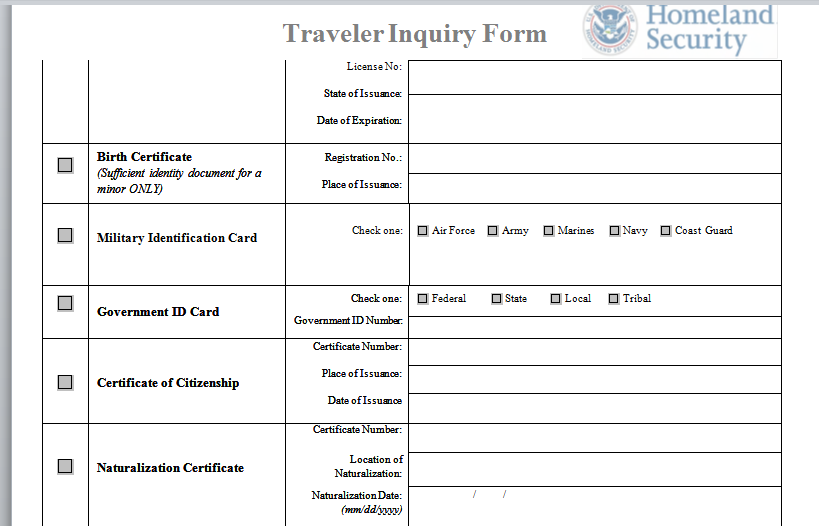 Traveler Inquiry Form
Homeland
Security
License No:
State of Issuance:
Date of Expiration:
Birth Certificate
(Sufficient identity document for a
minor ONLY)
Registration No.:
Place of Issuance:
Military Identification Card
Check one:
Air Force Army Marines Navy Coast Guard
Government ID Card
Check one:
Federal State Local Tribal
Government ID Number:
Certificate of Citizenship
Certificate Number:
Place of Issuance:
Date of Issuance
Naturalization Certificate
Certificate Number:
Location of
Naturalization:
Naturalization Date:
(mm/dd/yyyy)
/ /